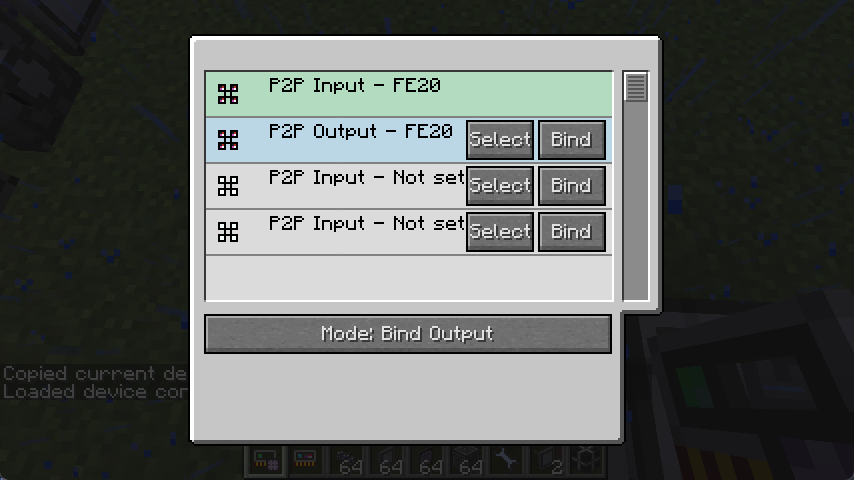 P2P Input - FE20
P2P Output - FE20 Select Bind
P2P Input - Not set Select Bind
P2P Input - Not set Select Bind
Mode: Bind Output
Copied current de
Loaded device cor
64 64 64 64 2